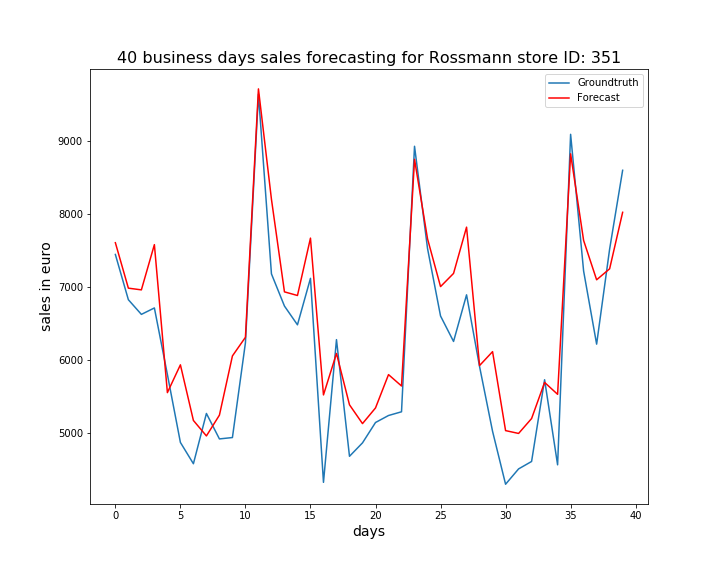 40 business days sales forecasting for Rossmann store ID: 351
Groundtruth
Forecast
sales in euro
9000
8000
7000
6000
5000
0 5 10 15 20 25 30 35 40
days